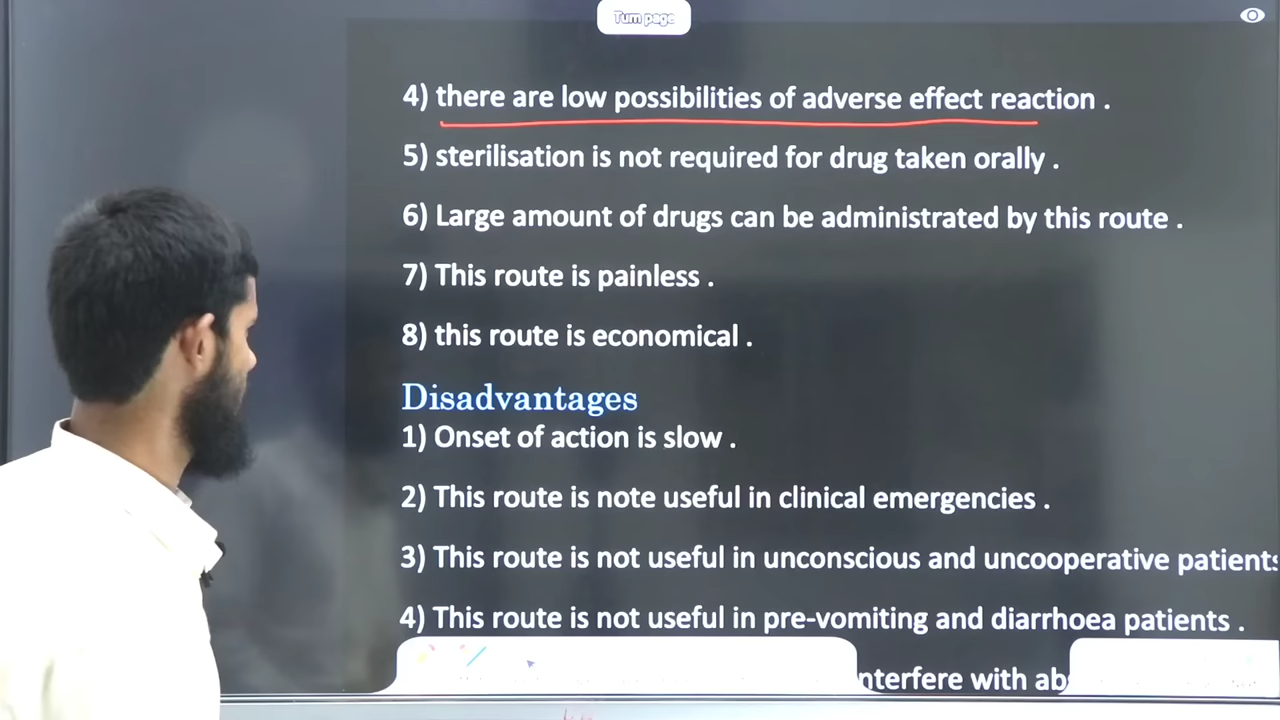 Turn page
4) there are low possibilities of adverse effect reaction .
5) sterilisation is not required for drug taken orally .
6) Large amount of drugs can be administrated by this route .
7) This route is painless .
8) this route is economical .
Disadvantages
1) Onset of action is slow .
2) This route is note useful in clinical emergencies .
3) This route is not useful in unconscious and uncooperative patients
4) This route is not useful in pre-vomiting and diarrhoea patients .
nterfere with ab